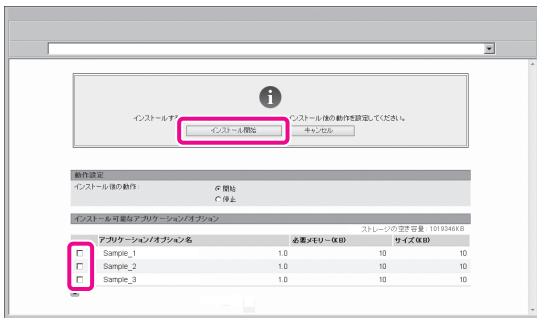 インストールす
ンストール後の動作を設定してください。
インストール開始 キャンセル
動作設定
インストール後の動作: 開始
停止
インストール可能なアプリケーション/オプション
ストレージの空き容量: 1019346KB
アプリケーション/オプション名 必要メモリー(KB) サイズ(KB)
Sample_1 1.0 10 10
Sample_2 1.0 10 10
Sample_3 1.0 10 10